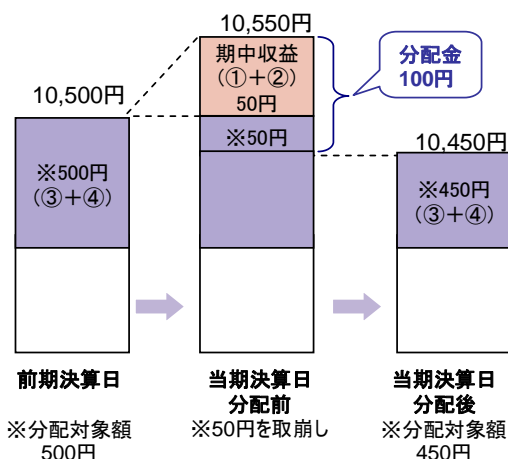 10,500円
※500円
(③+④)
前期決算日
※分配対象額
500円
10,550円
期中収益
(①+②)
50円
※50円
分配金
100円
当期決算日
分配前
※50円を取崩し
10,450円
※450円
(③+④)
当期決算日
分配後
※分配対象額
450円